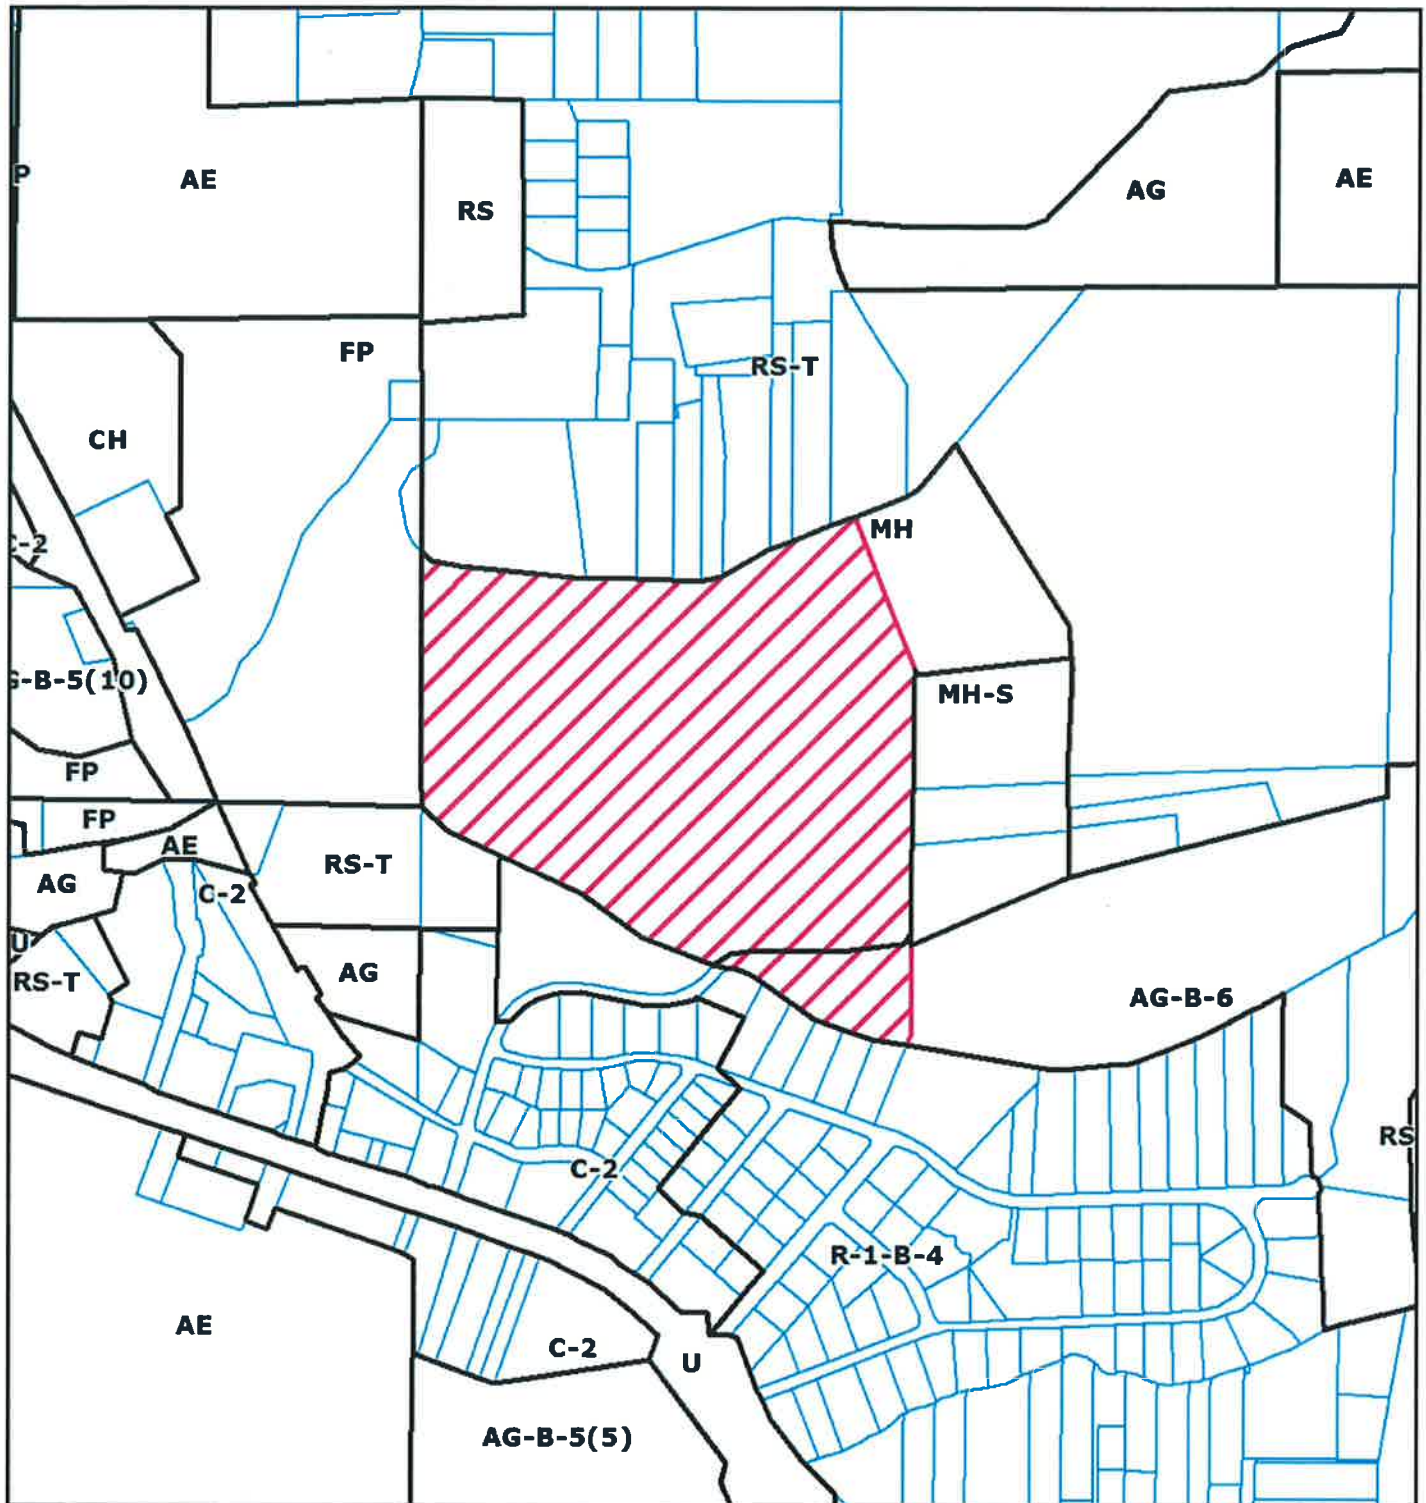 P
AE
RS
AG
AE
FP
RS-T
CH
MH
C-2
-B-5(10)
MH-S
FP
FP
AE
RS-T
AG
C-2
U
AG
RS-T
AG-B-6
RS
C-2
R-1-B-4
AE
C-2
U
AG-B-5(5)